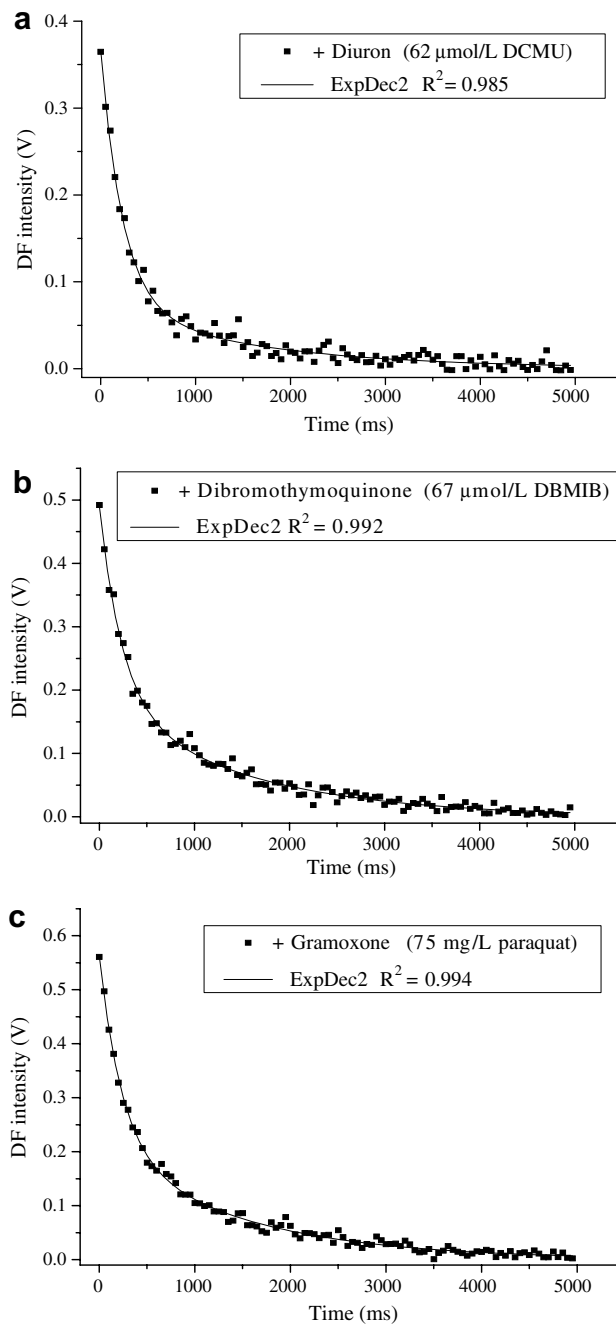 a
0.4
+ Diuron (62 μmol/L DCMU)
ExpDec2 R² = 0.985
0.3
DF intensity (V)
0.2
0.1
0.0
0 1000 2000 3000 4000 5000
Time (ms)
b
0.5
+ Dibromothymoquinone (67 μmol/L DBMIB)
ExpDec2 R² = 0.992
0.4
DF intensity (V)
0.3
0.2
0.1
0.0
0 1000 2000 3000 4000 5000
Time (ms)
c
0.6
+ Gramoxone (75 mg/L paraquat)
ExpDec2 R² = 0.994
0.5
0.4
DF intensity (V)
0.3
0.2
0.1
0.0
0 1000 2000 3000 4000 5000
Time (ms)